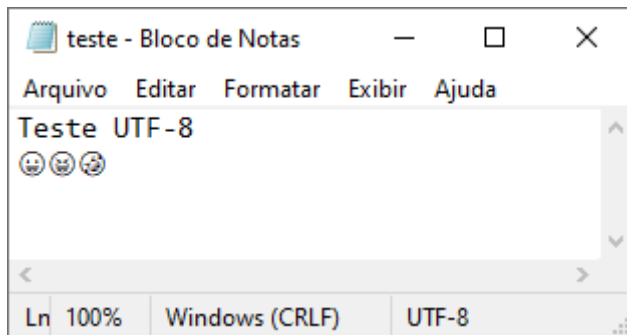 teste - Bloco de Notas
Arquivo Editar Formatar Exibir Ajuda
Teste UTF-8
😀😆🤣
Ln 100% Windows (CRLF) UTF-8